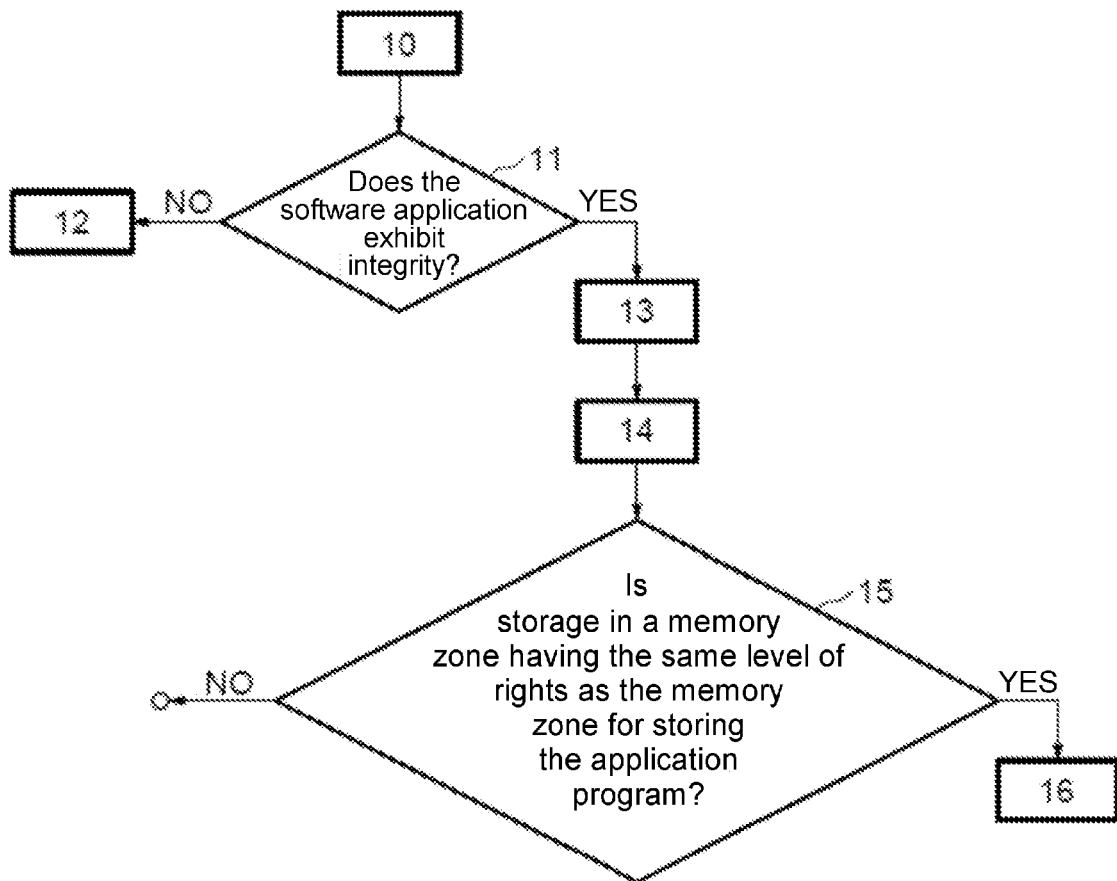 10
11
Does the
software application
exhibit
integrity?
NO
YES
12
13
14
15
Is
storage in a memory
zone having the same level of
rights as the memory
zone for storing
the application
program?
NO
YES
16